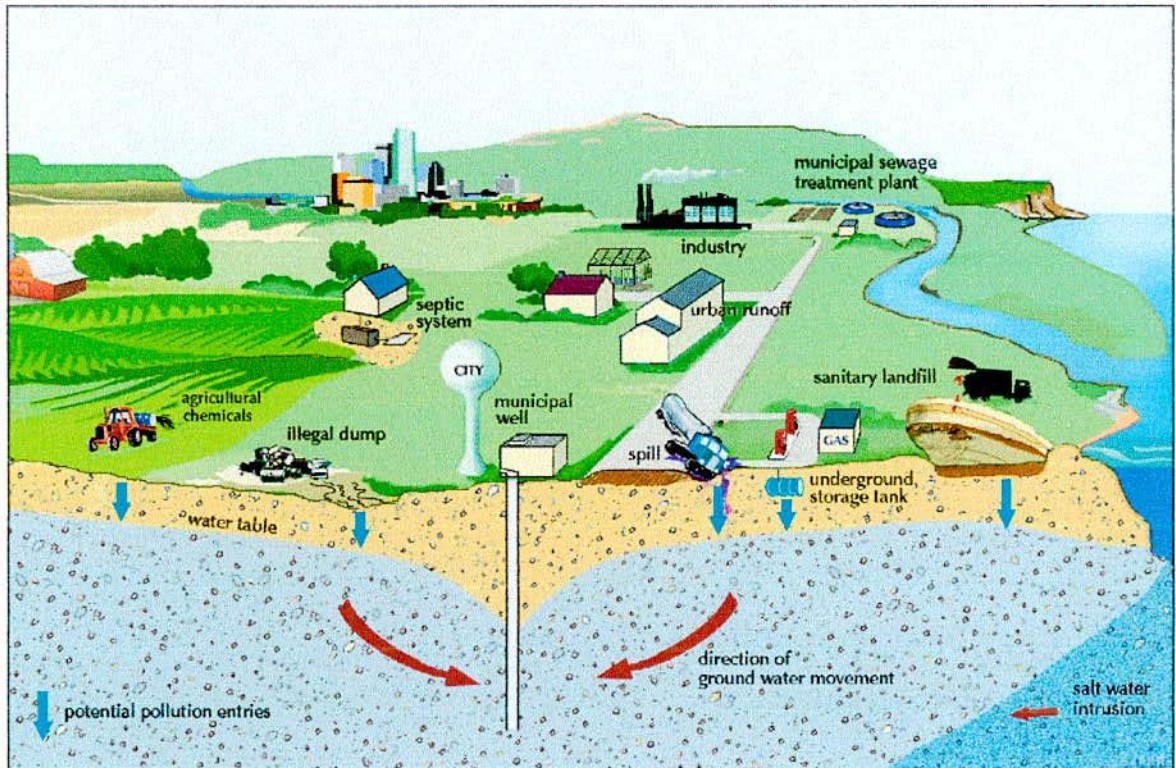 municipal sewage
treatment plant
industry
septic
system
urban runoff
CITY
sanitary landfill
agricultural
chemicals
municipal
well
illegal dump
GAS
spill
underground,
storage tank
water table
direction of
ground water movement
potential pollution entries
salt water
intrusion